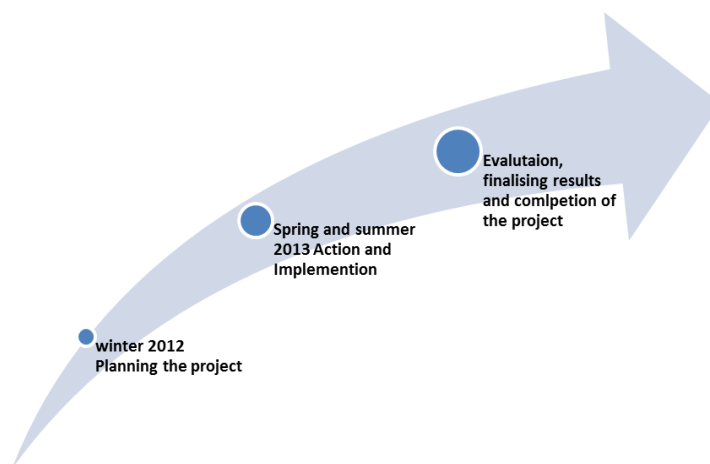 Evalutaion,
finalising results
and comlpetion of
the project
Spring and summer
2013 Action and
Implemention
winter 2012
Planning the project